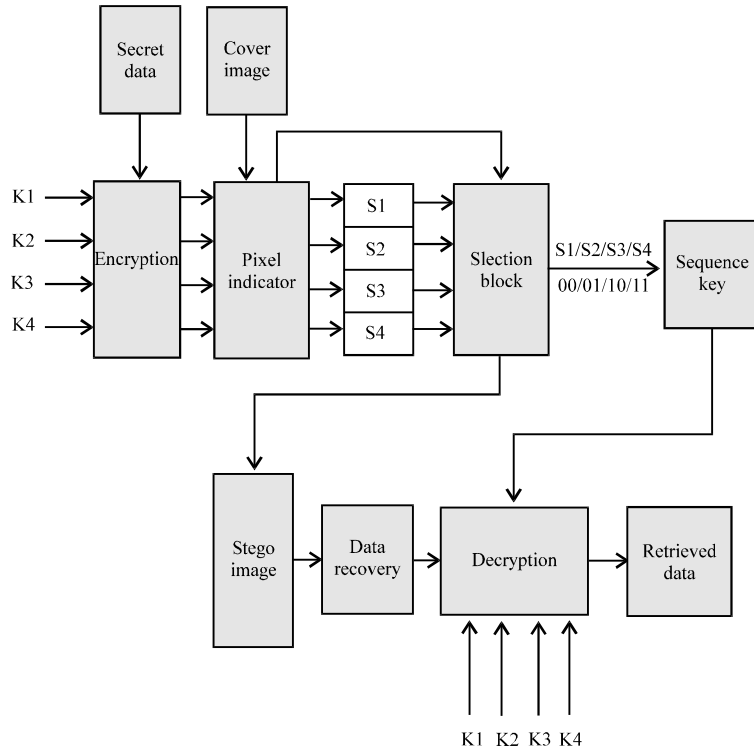 Secret
data
Cover
image
K1
K2
K3
K4
Encryption
Pixel
indicator
S1
S2
S3
S4
Slection
block
S1/S2/S3/S4
00/01/10/11
Sequence
key
Stego
image
Data
recovery
Decryption
Retrieved
data
K1 K2 K3 K4